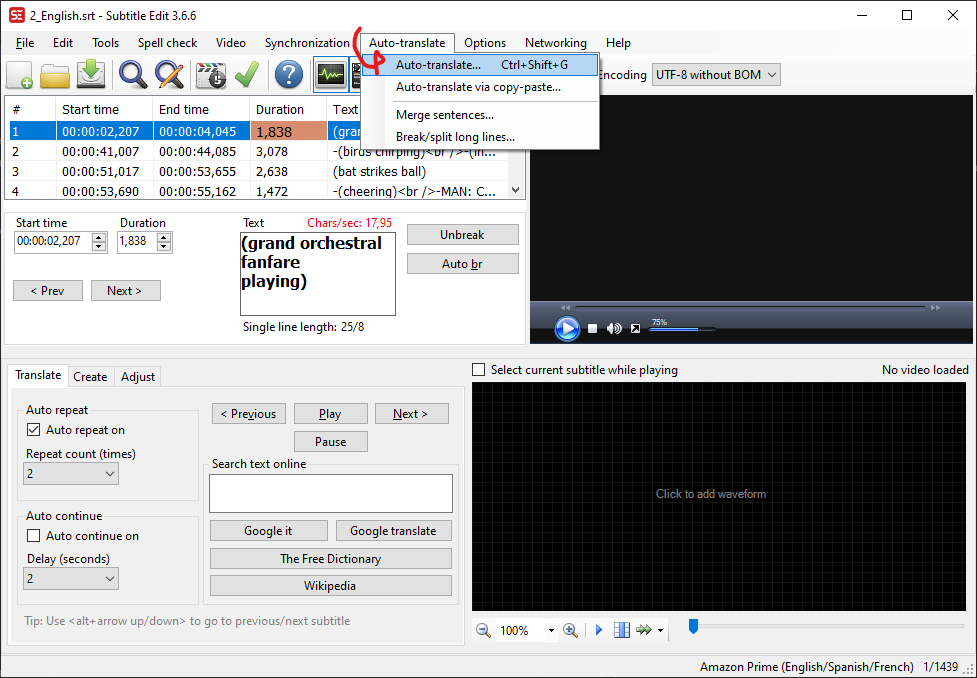 2_English.srt - Subtitle Edit 3.6.6
File Edit Tools Spell check Video Synchronization Auto-translate Options Networking Help
Auto-translate... Ctrl+Shift+G
Auto-translate via copy-paste...
Merge sentences...
Break/split long lines...
ncoding UTF-8 without BOM
# Start time End time Duration Text
1 00:00:02,207 00:00:04,045 1,838 (gran
2 00:00:41,007 00:00:44,085 3,078 -(birds chirping)<br />-(in...
3 00:00:51,017 00:00:53,655 2,638 (bat strikes ball)
4 00:00:53,690 00:00:55,162 1,472 -(cheering)<br />-MAN: C...
Start time Duration Text Chars/sec: 17,95
00:00:02,207 1,838
(grand orchestral
fanfare
playing)
Unbreak
Auto br
< Prev Next >
Single line length: 25/8
75%
Translate Create Adjust
Auto repeat
Auto repeat on
Repeat count (times)
2
Auto continue
Auto continue on
Delay (seconds)
2
< Previous Play Next >
Pause
Search text online
Google it Google translate
The Free Dictionary
Wikipedia
Tip: Use <alt+arrow up/down> to go to previous/next subtitle
Select current subtitle while playing No video loaded
Click to add waveform
100%
Amazon Prime (English/Spanish/French) 1/1439